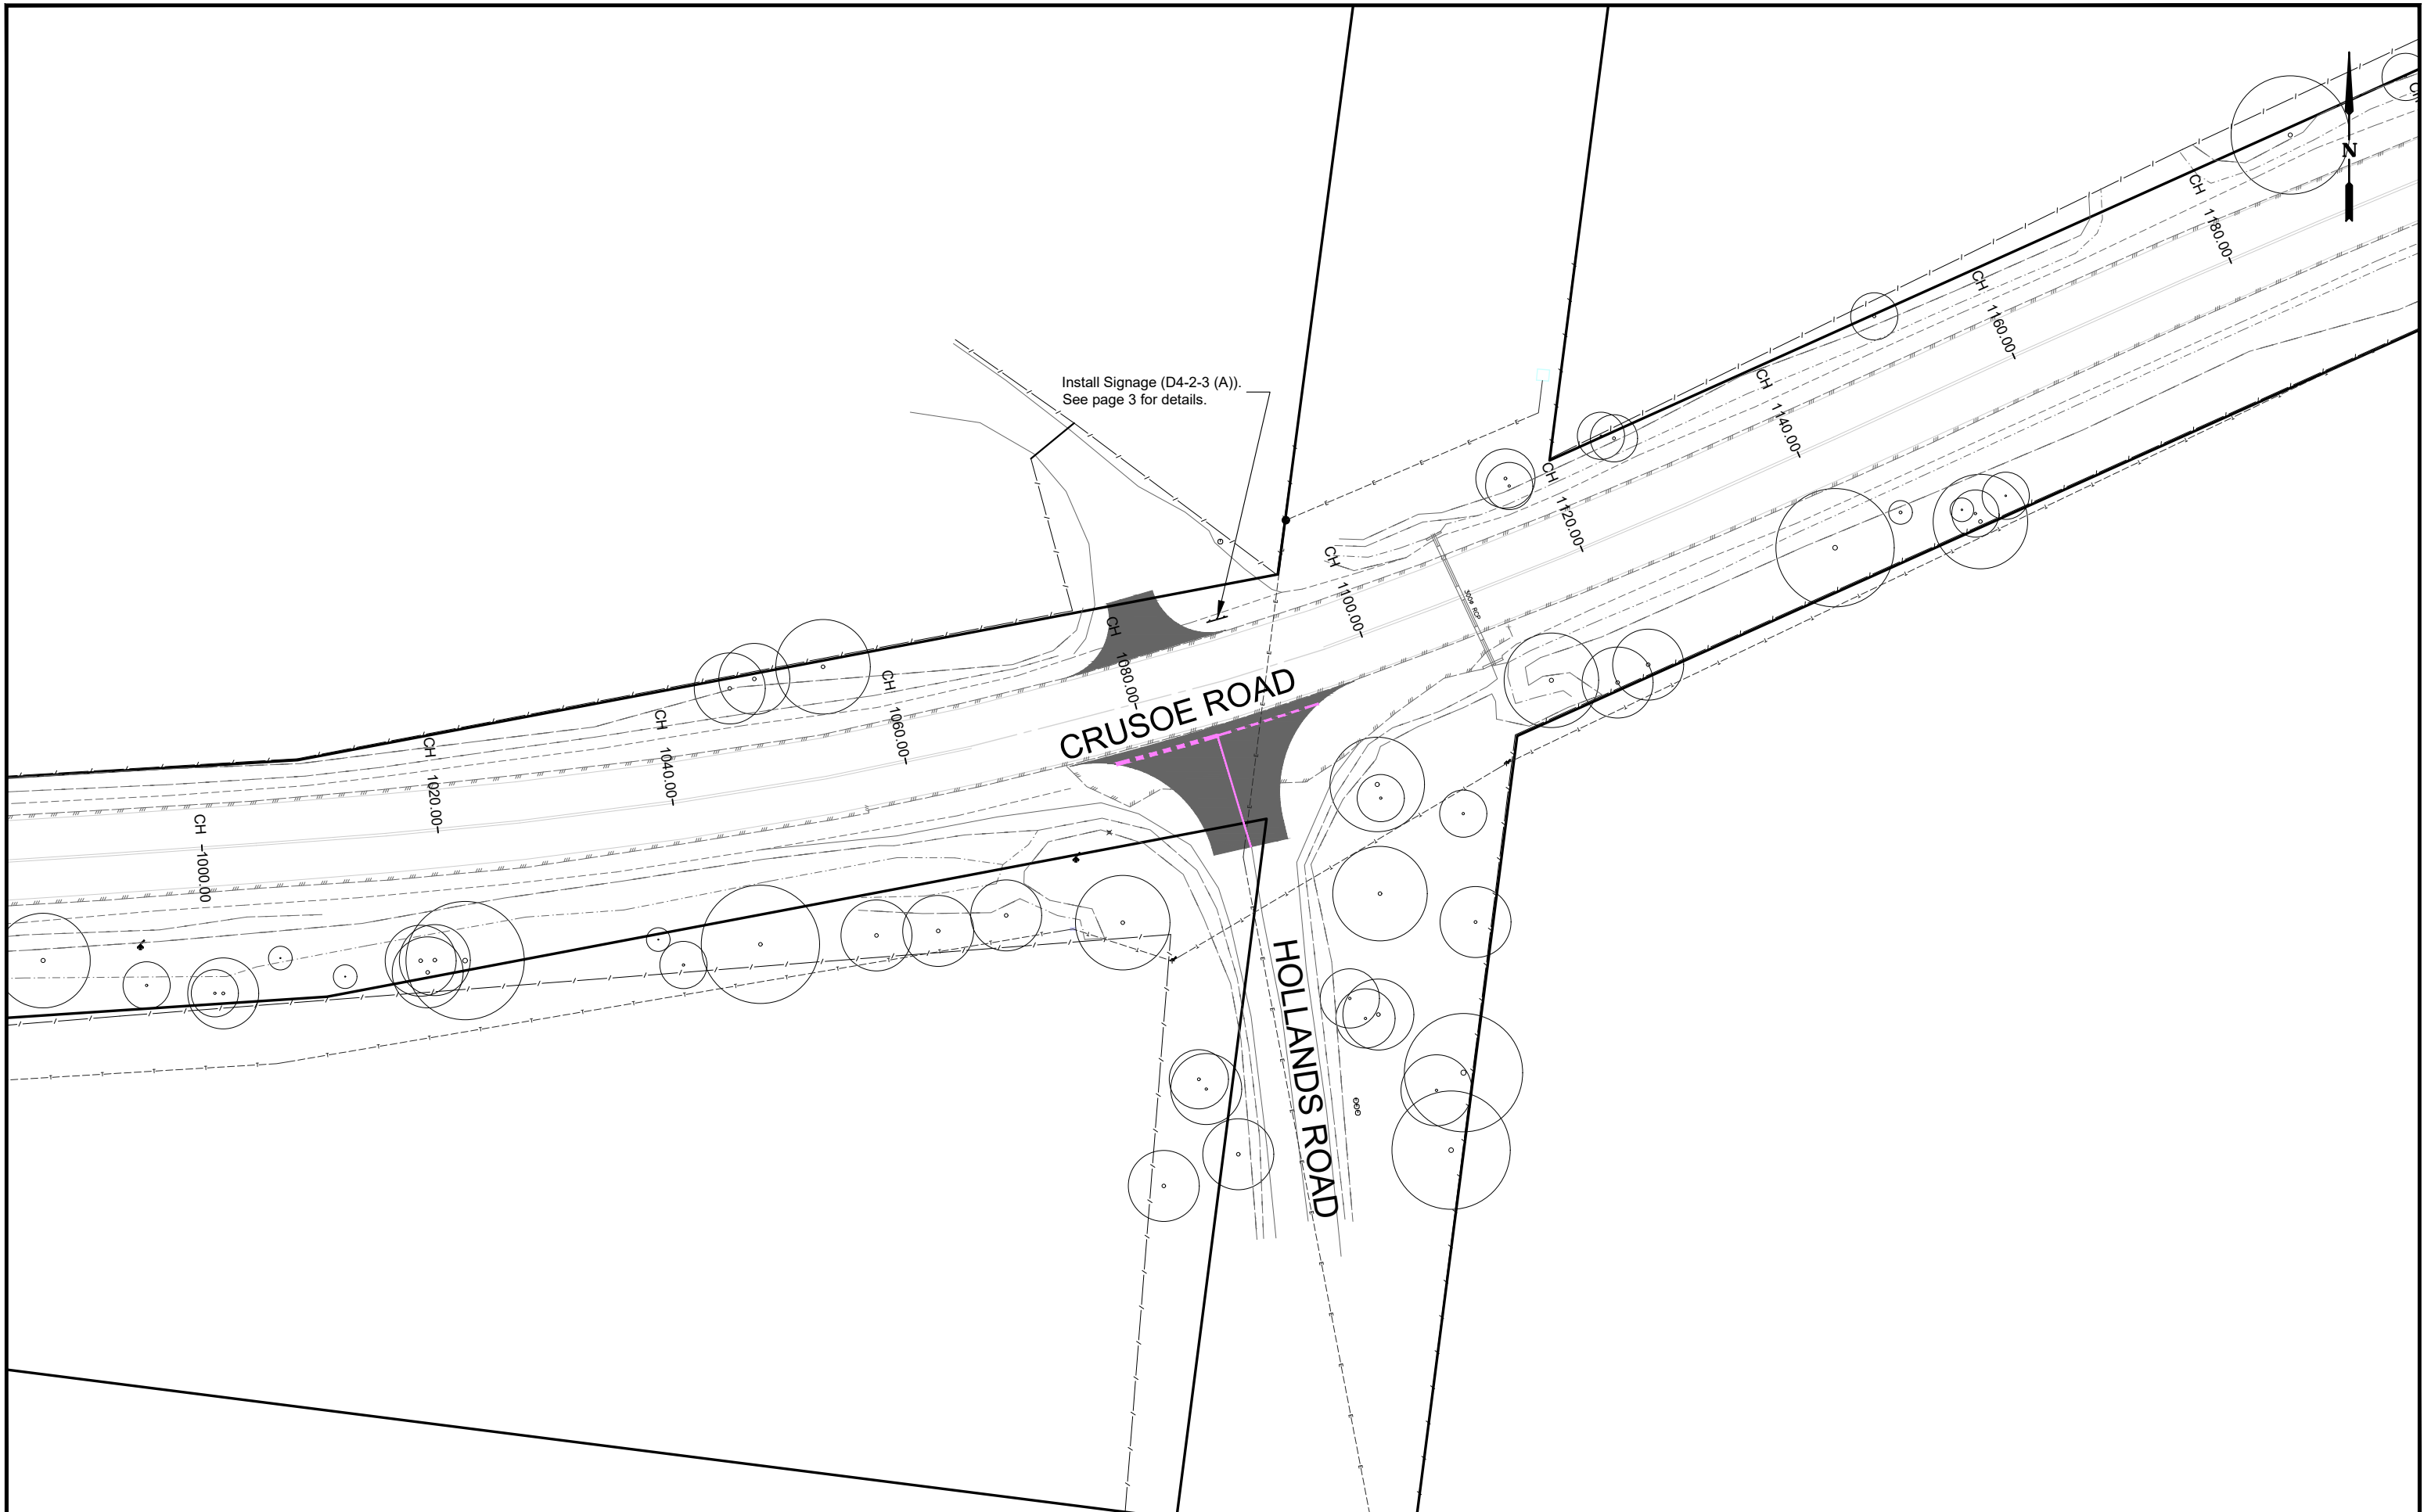 N
CH 1180.00
CH 1160.00
Install Signage (D4-2-3 (A)).
See page 3 for details.
CH 1140.00
CH 1120.00
CH 1100.00
300ø RCP
CH 1080.00
CRUSOE ROAD
CH 1060.00
CH 1040.00
CH 1020.00
CH 1000.00
HOLLANDS ROAD